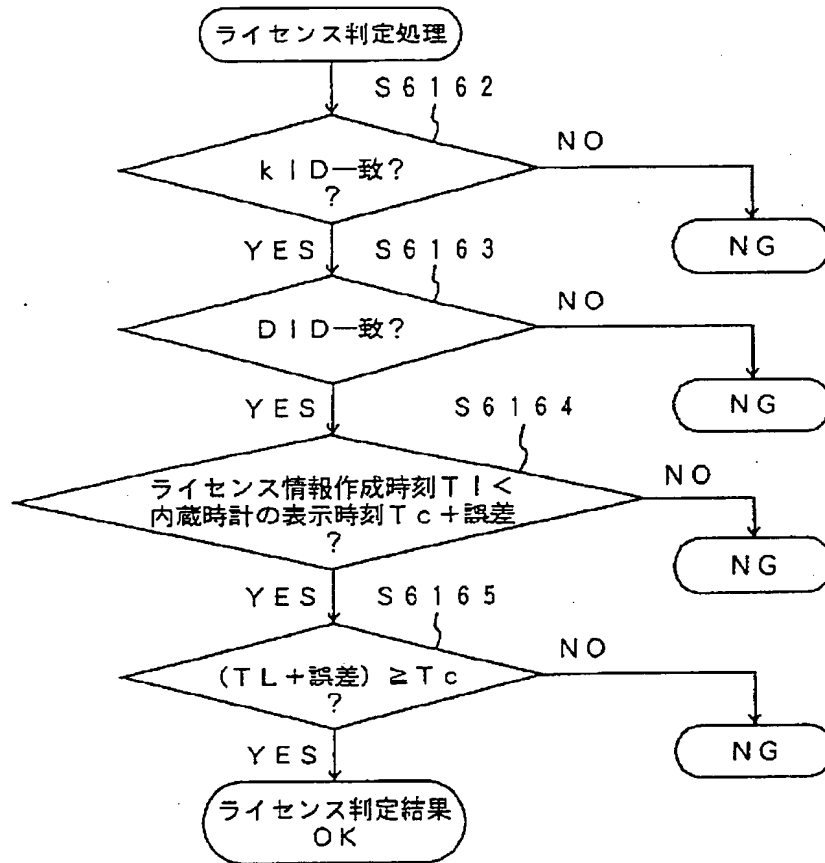 ライセンス判定処理
S6162
kID一致?
?
NO
NG
YES
S6163
DID一致?
NO
NG
YES
S6164
ライセンス情報作成時刻Tl<
内蔵時計の表示時刻Tc+誤差
?
NO
NG
YES
S6165
(TL+誤差)≧Tc
?
NO
NG
YES
ライセンス判定結果
OK